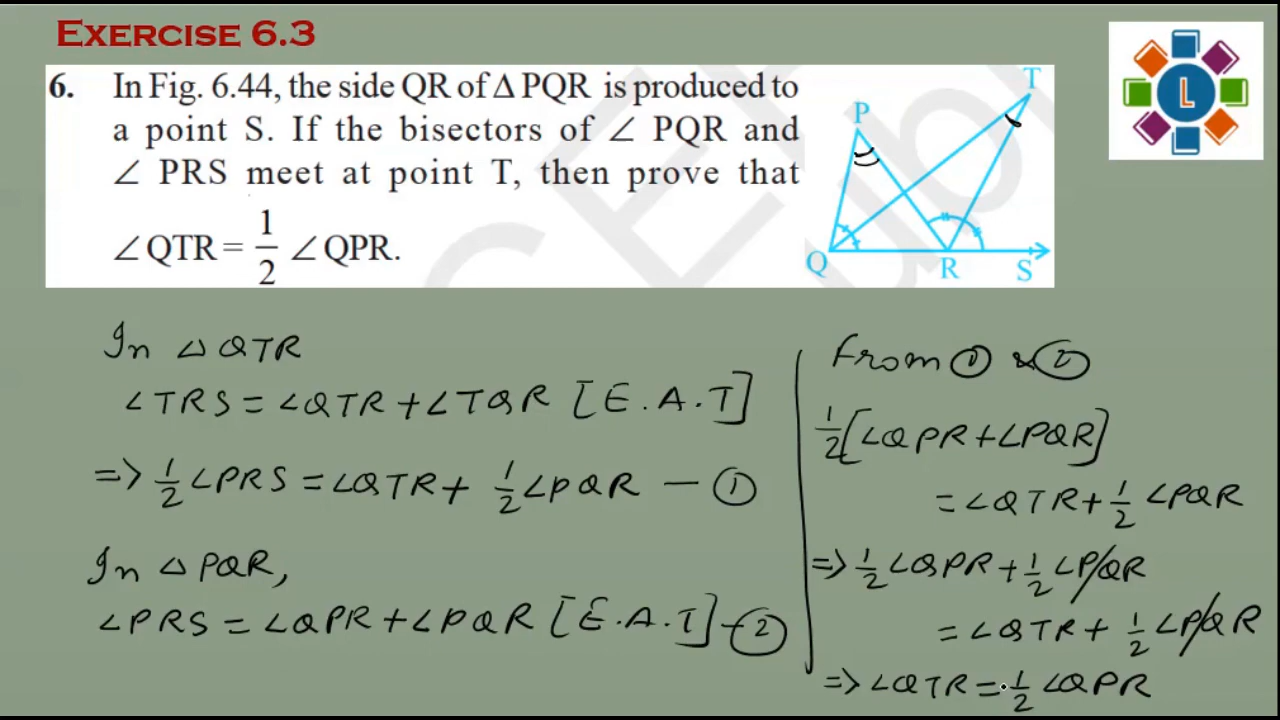 EXERCISE 6.3
6. In Fig. 6.44, the side QR of Δ PQR is produced to
a point S. If the bisectors of ∠ PQR and
∠ PRS meet at point T, then prove that
∠ QTR = 1/2 ∠ QPR.
T
P
Q
R
S
L
In △ QTR
∠TRS = ∠QTR + ∠TQR [E.A.T]
=> 1/2 ∠PRS = ∠QTR + 1/2 ∠PQR — ①
In △ PQR,
∠PRS = ∠QPR + ∠PQR [E.A.T] – ②
From ① & ②
1/2 [∠QPR + ∠PQR]
= ∠QTR + 1/2 ∠PQR
=> 1/2 ∠QPR + 1/2 ∠PQR
= ∠QTR + 1/2 ∠PQR
=> ∠QTR = 1/2 ∠QPR